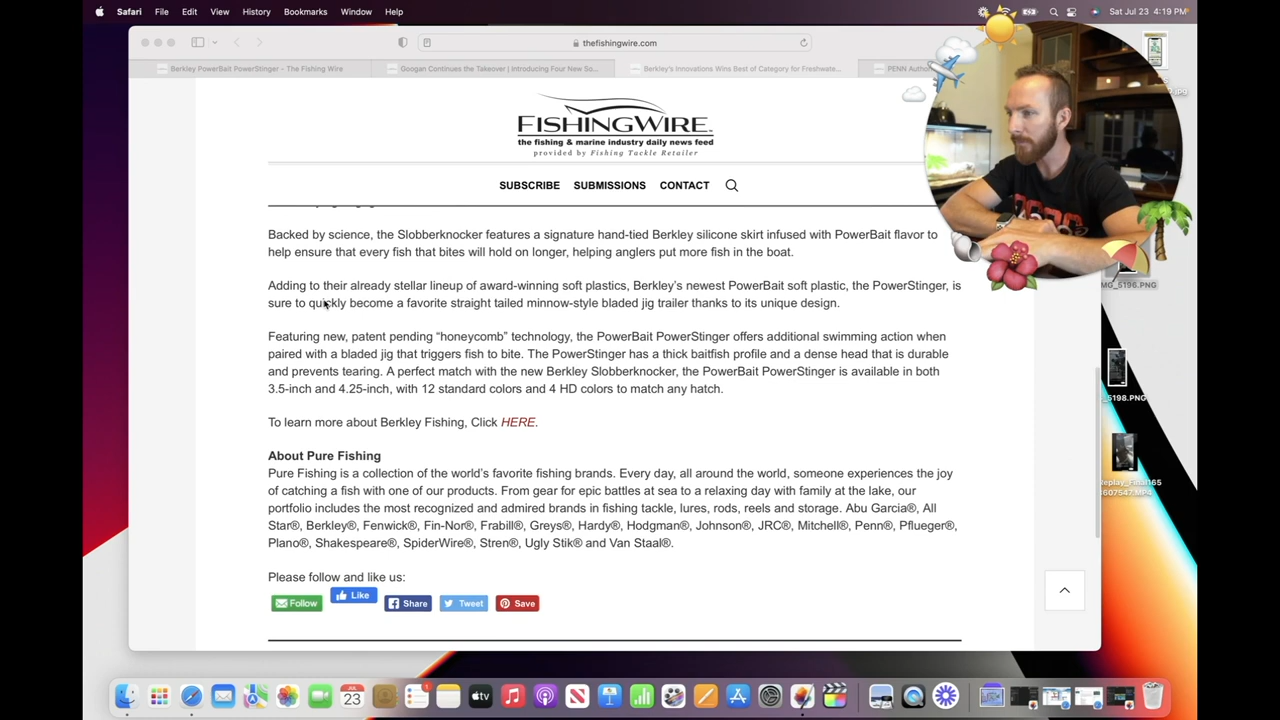 Safari File Edit View History Bookmarks Window Help
Sat Jul 23 4:19 PM
thefishingwire.com
Berkley PowerBait PowerStinger – The Fishing Wire
Googan Continues the Takeover | Introducing Four New So...
Berkley's Innovations Wins Best of Category for Freshwate...
PENN Autho
FISHINGWIRE
the fishing & marine industry daily news feed
provided by Fishing Tackle Retailer
SUBSCRIBE SUBMISSIONS CONTACT
Backed by science, the Slobberknocker features a signature hand-tied Berkley silicone skirt infused with PowerBait flavor to
help ensure that every fish that bites will hold on longer, helping anglers put more fish in the boat.
Adding to their already stellar lineup of award-winning soft plastics, Berkley's newest PowerBait soft plastic, the PowerStinger, is
sure to quickly become a favorite straight tailed minnow-style bladed jig trailer thanks to its unique design.
Featuring new, patent pending “honeycomb” technology, the PowerBait PowerStinger offers additional swimming action when
paired with a bladed jig that triggers fish to bite. The PowerStinger has a thick baitfish profile and a dense head that is durable
and prevents tearing. A perfect match with the new Berkley Slobberknocker, the PowerBait PowerStinger is available in both
3.5-inch and 4.25-inch, with 12 standard colors and 4 HD colors to match any hatch.
To learn more about Berkley Fishing, Click HERE.
About Pure Fishing
Pure Fishing is a collection of the world's favorite fishing brands. Every day, all around the world, someone experiences the joy
of catching a fish with one of our products. From gear for epic battles at sea to a relaxing day with family at the lake, our
portfolio includes the most recognized and admired brands in fishing tackle, lures, rods, reels and storage. Abu Garcia®, All
Star®, Berkley®, Fenwick®, Fin-Nor®, Frabill®, Greys®, Hardy®, Hodgman®, Johnson®, JRC®, Mitchell®, Penn®, Pflueger®,
Plano®, Shakespeare®, SpiderWire®, Stren®, Ugly Stik® and Van Staal®.
Please follow and like us:
Follow Like Share Tweet Save
MG_5196.PNG
_5198.PNG
JUL
23
tv